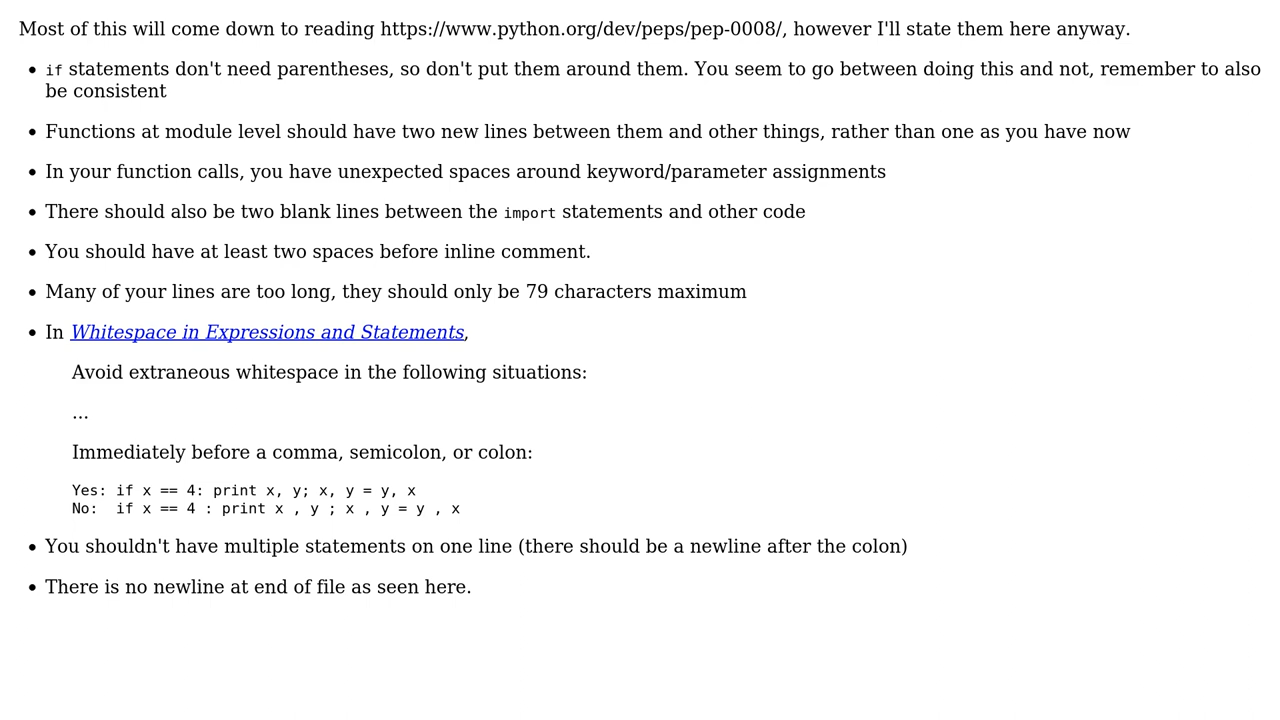 Most of this will come down to reading https://www.python.org/dev/peps/pep-0008/, however I'll state them here anyway.
• if statements don't need parentheses, so don't put them around them. You seem to go between doing this and not, remember to also
be consistent
• Functions at module level should have two new lines between them and other things, rather than one as you have now
• In your function calls, you have unexpected spaces around keyword/parameter assignments
• There should also be two blank lines between the import statements and other code
• You should have at least two spaces before inline comment.
• Many of your lines are too long, they should only be 79 characters maximum
• In Whitespace in Expressions and Statements,
Avoid extraneous whitespace in the following situations:
...
Immediately before a comma, semicolon, or colon:
Yes: if x == 4: print x, y; x, y = y, x
No:  if x == 4 : print x , y ; x , y = y , x
• You shouldn't have multiple statements on one line (there should be a newline after the colon)
• There is no newline at end of file as seen here.